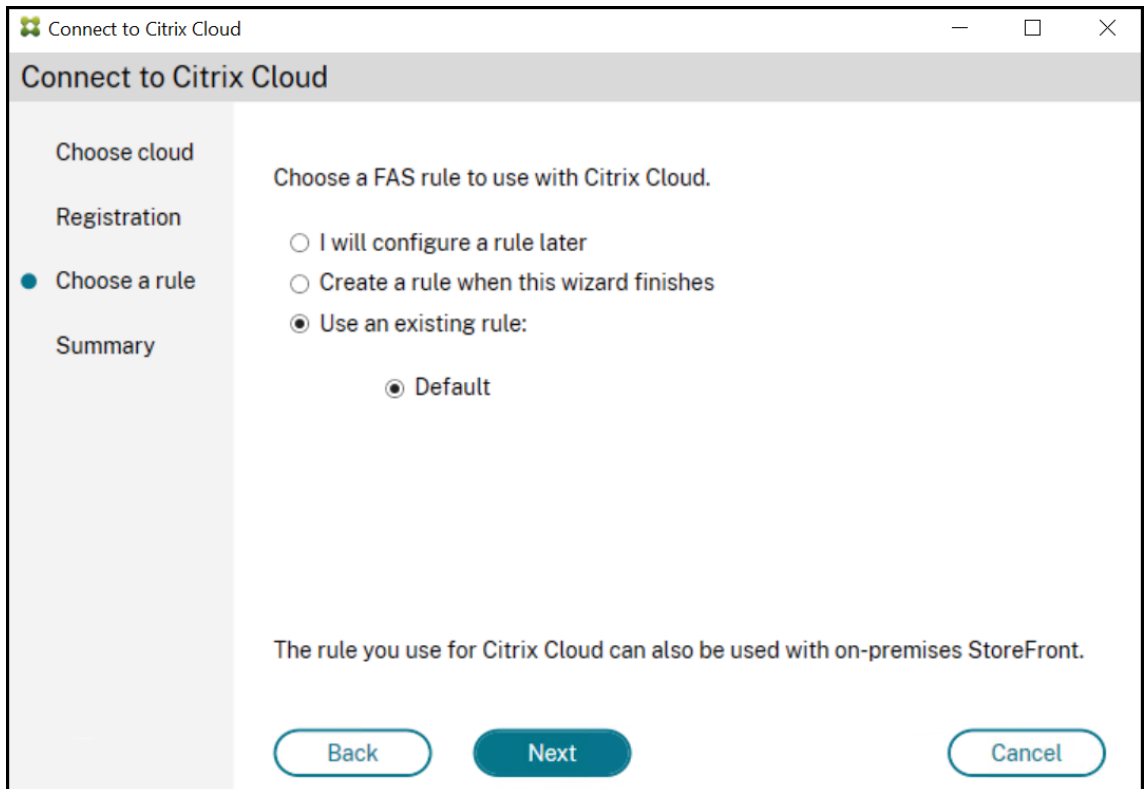 Connect to Citrix Cloud
Connect to Citrix Cloud
Choose cloud
Registration
Choose a rule
Summary
Choose a FAS rule to use with Citrix Cloud.
I will configure a rule later
Create a rule when this wizard finishes
Use an existing rule:
Default
The rule you use for Citrix Cloud can also be used with on-premises StoreFront.
Back
Next
Cancel